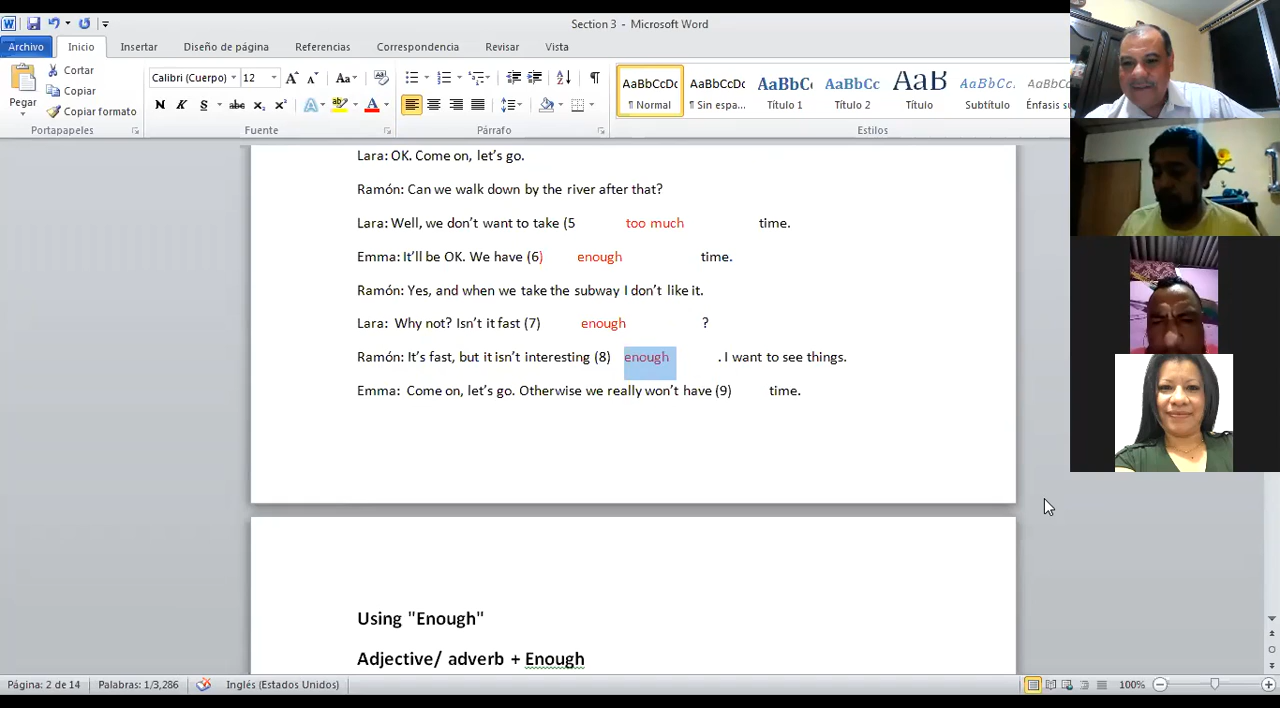 Section 3 - Microsoft Word
Archivo Inicio Insertar Diseño de página Referencias Correspondencia Revisar Vista
Pegar
Cortar
Copiar
Copiar formato
Portapapeles
Calibri (Cuerpo) 12
Fuente
Párrafo
AaBbCcDc AaBbCcDc AaBbC AaBbCc AaB AaBbCc. AaBbCcD
¶ Normal ¶ Sin espa... Título 1 Título 2 Título Subtítulo Énfasis su
Estilos
Lara: OK. Come on, let's go.
Ramón: Can we walk down by the river after that?
Lara: Well, we don't want to take (5 too much time.
Emma: It'll be OK. We have (6) enough time.
Ramón: Yes, and when we take the subway I don't like it.
Lara: Why not? Isn't it fast (7) enough ?
Ramón: It's fast, but it isn't interesting (8) enough . I want to see things.
Emma: Come on, let's go. Otherwise we really won't have (9) time.
Using "Enough"
Adjective/ adverb + Enough
Página: 2 de 14 Palabras: 1/3,286 Inglés (Estados Unidos) 100%